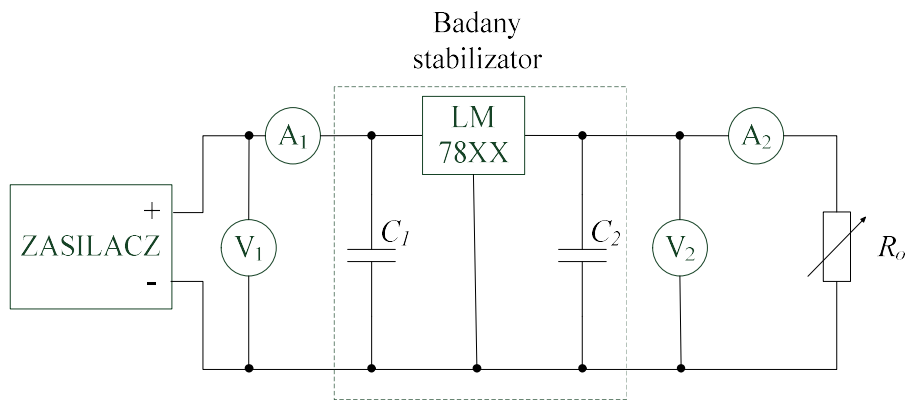 Badany
stabilizator
LM
78XX
A₁
A₂
+
ZASILACZ
-
V₁
C₁
C₂
V₂
Rₒ